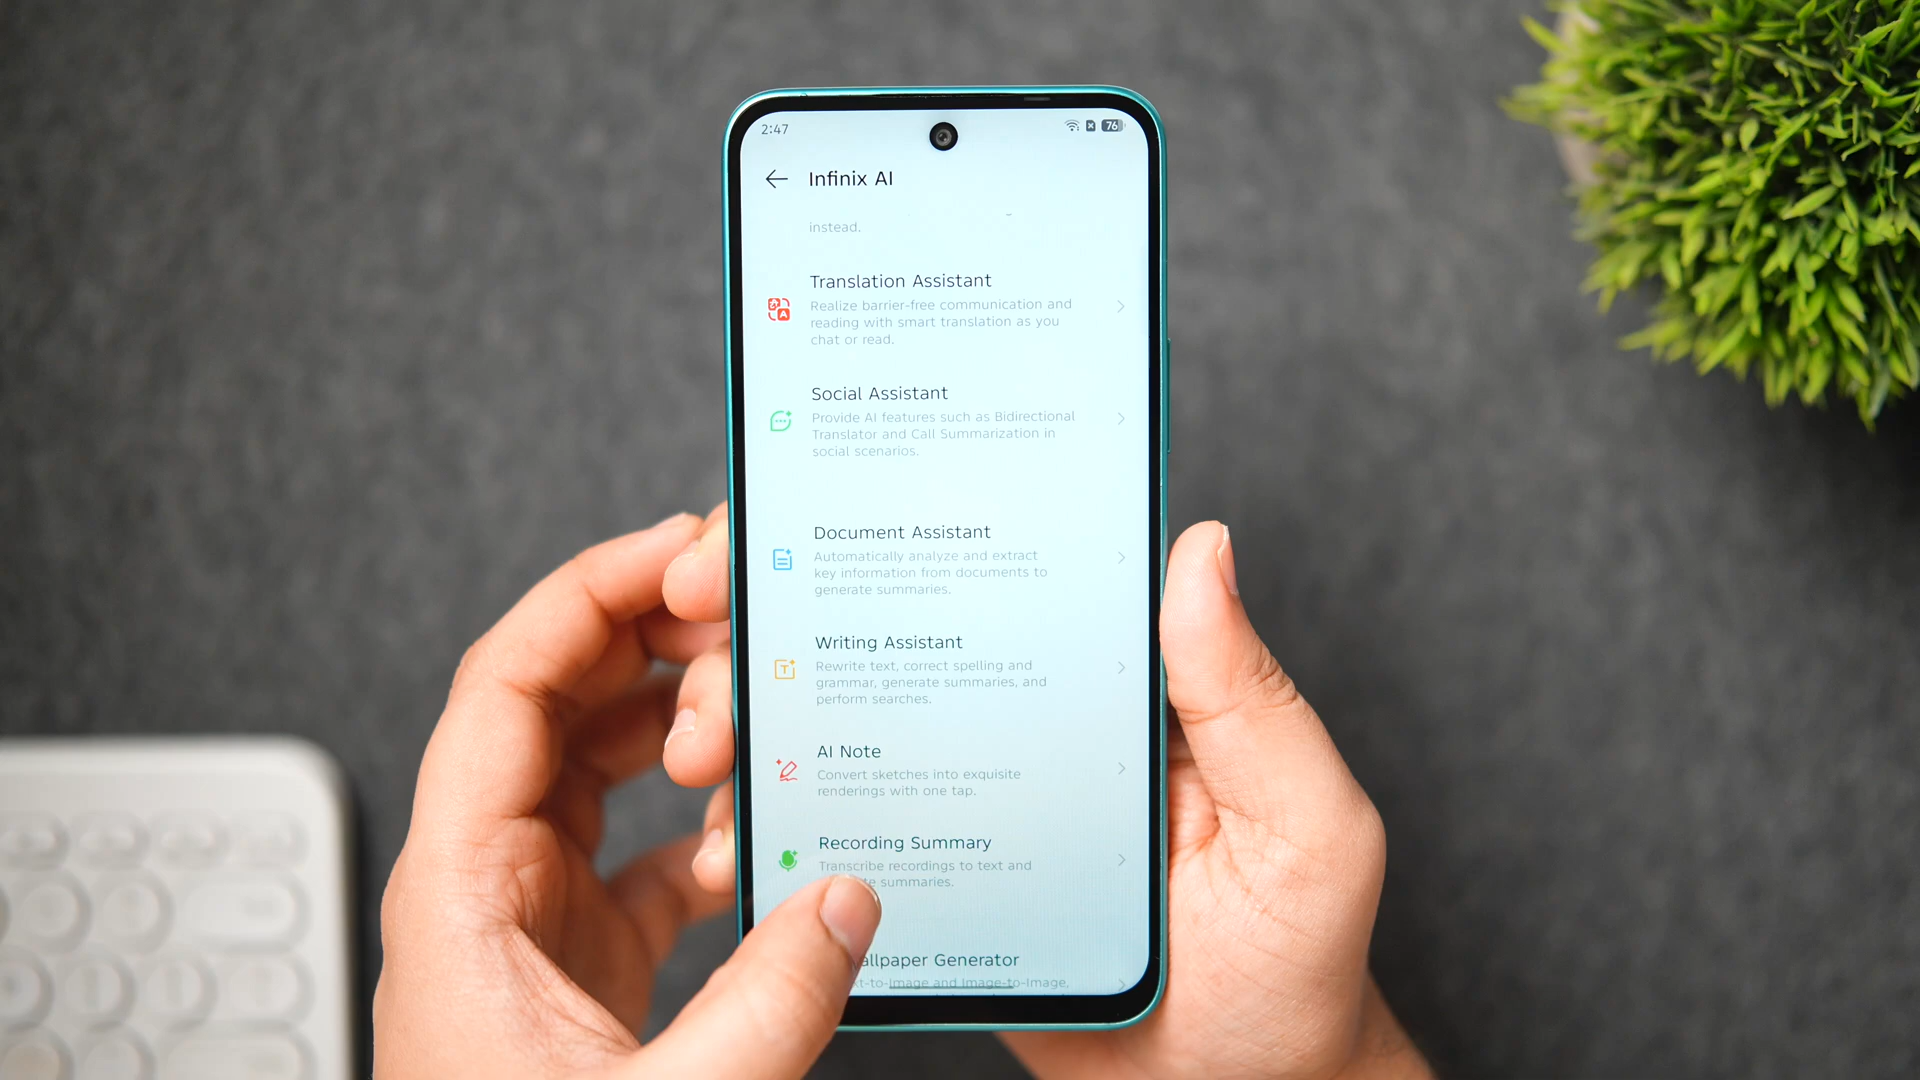 2:47
76
Infinix AI
instead.
Translation Assistant
Realize barrier-free communication and
reading with smart translation as you
chat or read.
Social Assistant
Provide AI features such as Bidirectional
Translator and Call Summarization in
social scenarios.
Document Assistant
Automatically analyze and extract
key information from documents to
generate summaries.
Writing Assistant
Rewrite text, correct spelling and
grammar, generate summaries, and
perform searches.
AI Note
Convert sketches into exquisite
renderings with one tap.
Recording Summary
Transcribe recordings to text and
te summaries.
allpaper Generator
xt-to-Image and Image-to-Image,